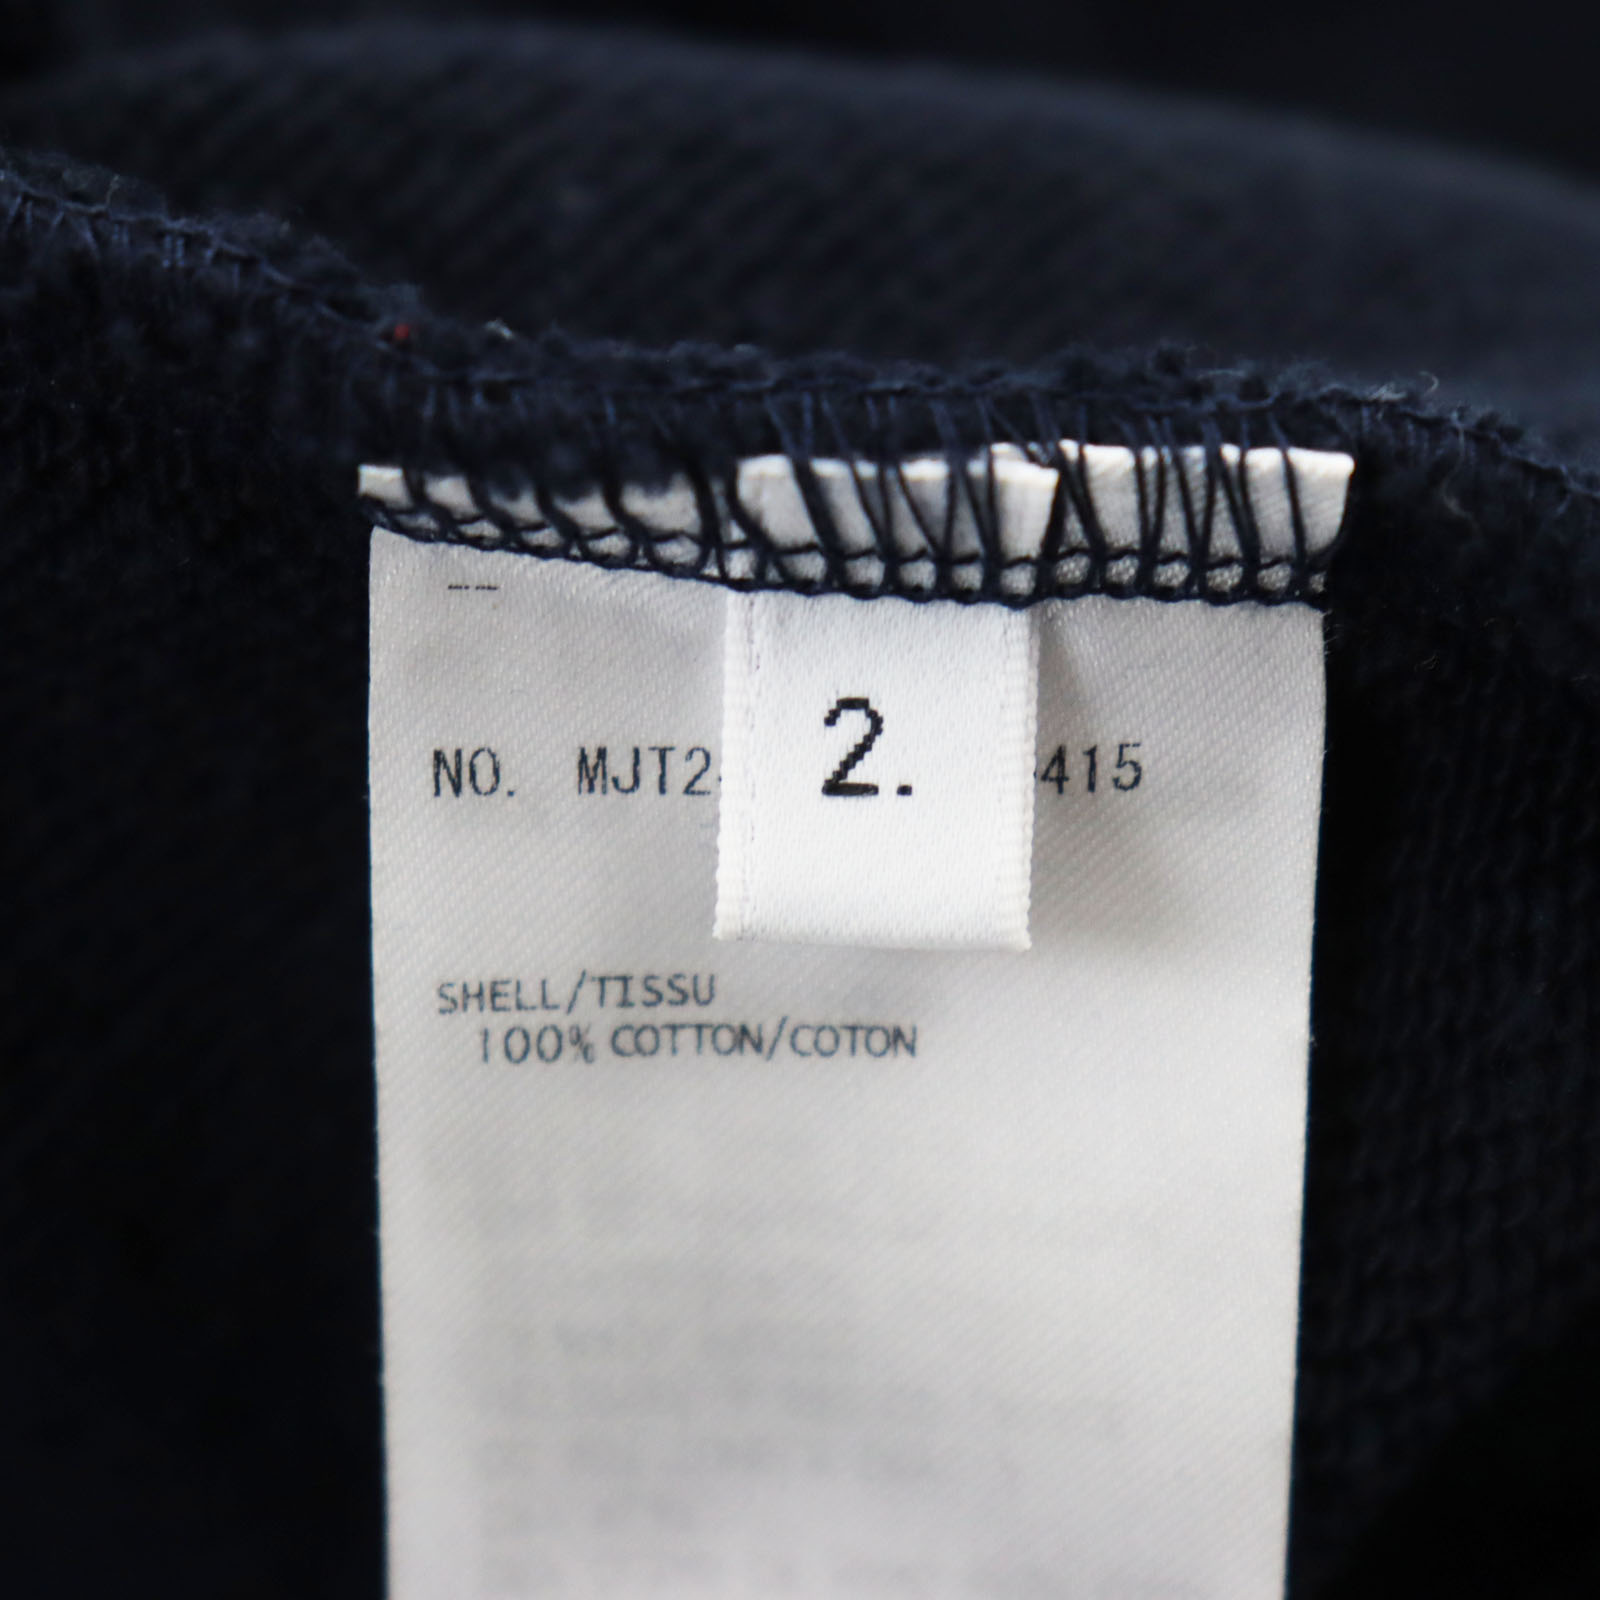 NO. MJT2- 415
2.
SHELL/TISSU
100% COTTON/COTON